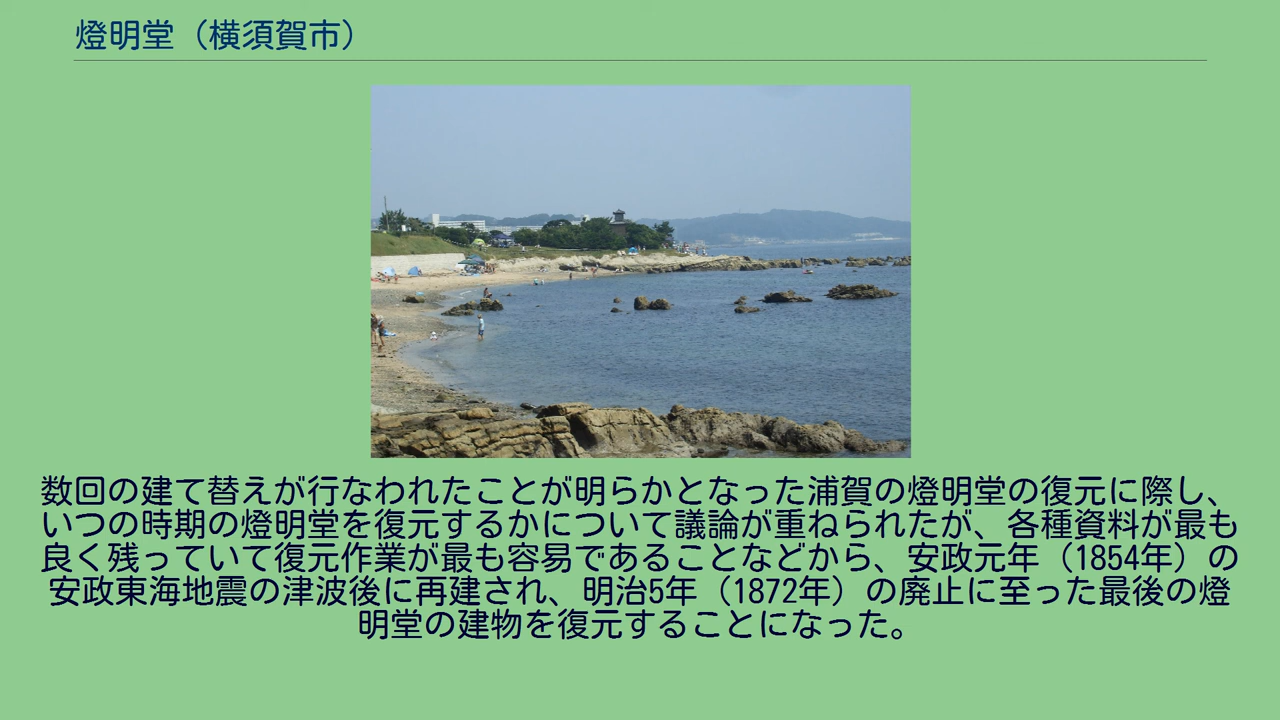 燈明堂（横須賀市）
数回の建て替えが行なわれたことが明らかとなった浦賀の燈明堂の復元に際し、
いつの時期の燈明堂を復元するかについて議論が重ねられたが、各種資料が最も
良く残っていて復元作業が最も容易であることなどから、安政元年（1854年）の
安政東海地震の津波後に再建され、明治5年（1872年）の廃止に至った最後の燈
明堂の建物を復元することになった。